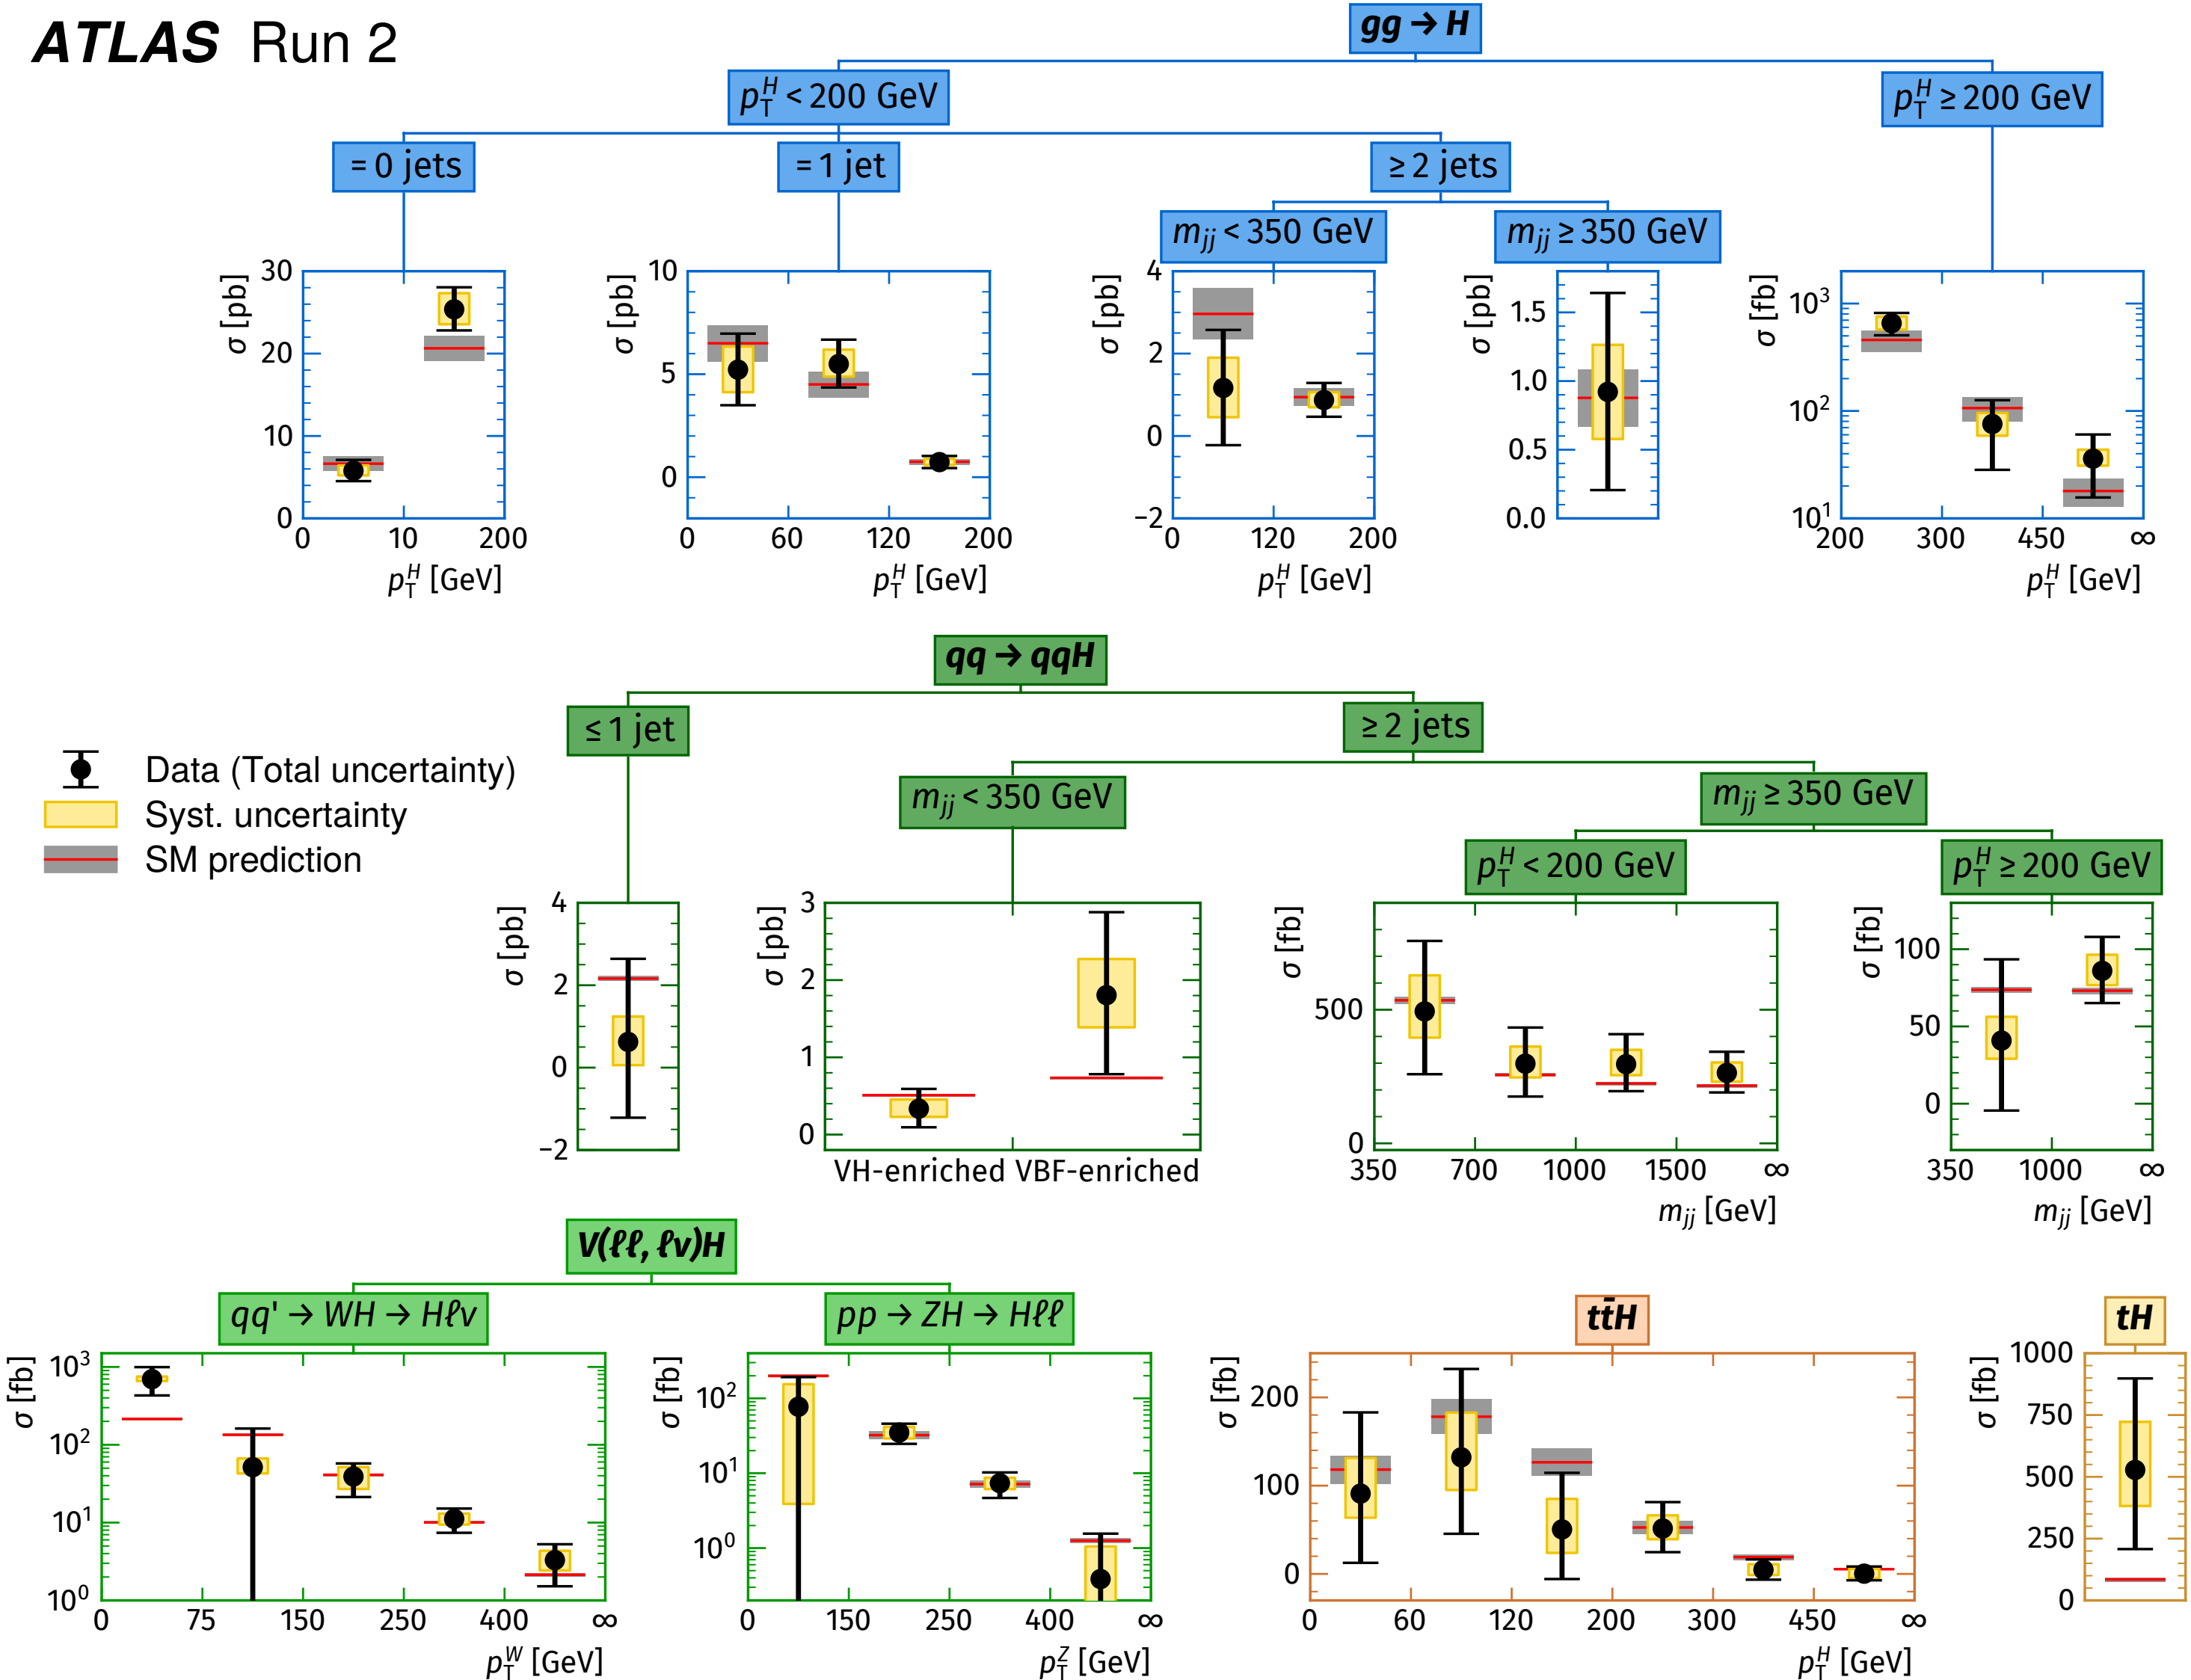 ATLAS Run 2
gg → H
p_T^H < 200 GeV
p_T^H ≥ 200 GeV
= 0 jets
= 1 jet
≥ 2 jets
m_jj < 350 GeV
m_jj ≥ 350 GeV
σ [pb]
30
20
10
0
0 10 200
p_T^H [GeV]
σ [pb]
10
5
0
0 60 120 200
p_T^H [GeV]
σ [pb]
4
2
0
−2
0 120 200
p_T^H [GeV]
σ [pb]
1.5
1.0
0.5
0.0
σ [fb]
10^3
10^2
10^1
200 300 450 ∞
p_T^H [GeV]
qq → qqH
≤ 1 jet
≥ 2 jets
m_jj < 350 GeV
m_jj ≥ 350 GeV
p_T^H < 200 GeV
p_T^H ≥ 200 GeV
Data (Total uncertainty)
Syst. uncertainty
SM prediction
σ [pb]
4
2
0
−2
σ [pb]
3
2
1
0
VH-enriched VBF-enriched
σ [fb]
500
0
350 700 1000 1500 ∞
m_jj [GeV]
σ [fb]
100
50
0
350 1000 ∞
m_jj [GeV]
V(ℓℓ, ℓν)H
qq' → WH → Hℓν
pp → ZH → Hℓℓ
tt̄H
tH
σ [fb]
10^3
10^2
10^1
10^0
0 75 150 250 400 ∞
p_T^W [GeV]
σ [fb]
10^2
10^1
10^0
0 150 250 400 ∞
p_T^Z [GeV]
σ [fb]
200
100
0
0 60 120 200 300 450 ∞
p_T^H [GeV]
σ [fb]
1000
750
500
250
0